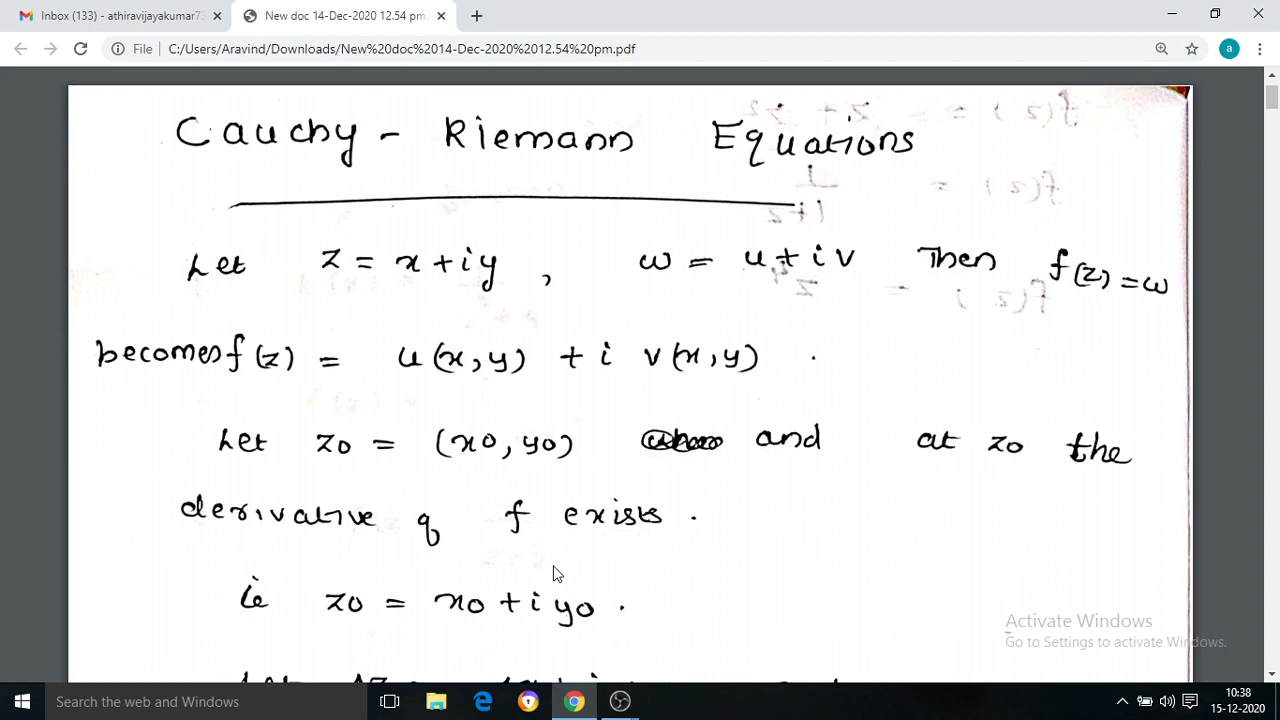 Inbox (133) - athiravijayakumar7
New doc 14-Dec-2020 12.54 pm.
File C:/Users/Aravind/Downloads/New%20doc%2014-Dec-2020%2012.54%20pm.pdf
a
Cauchy - Riemann Equations
Let z = x + iy , w = u + iv Then f(z) = w
becomes f(z) = u(x,y) + i v(x,y) .
Let z0 = (x0, y0) and at z0 the
derivative of f exists .
ie z0 = x0 + i y0 .
Activate Windows
Go to Settings to activate Windows.
Search the web and Windows
10:38
15-12-2020